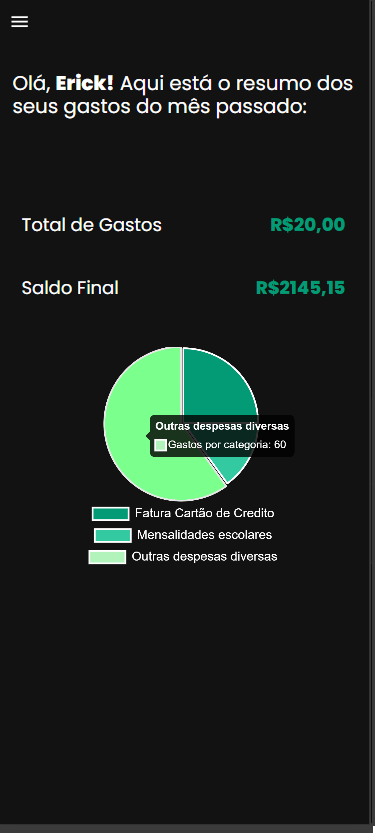 Olá, Erick! Aqui está o resumo dos
seus gastos do mês passado:
Total de Gastos R$20,00
Saldo Final R$2145,15
Outras despesas diversas
Gastos por categoria: 60
Fatura Cartão de Credito
Mensalidades escolares
Outras despesas diversas